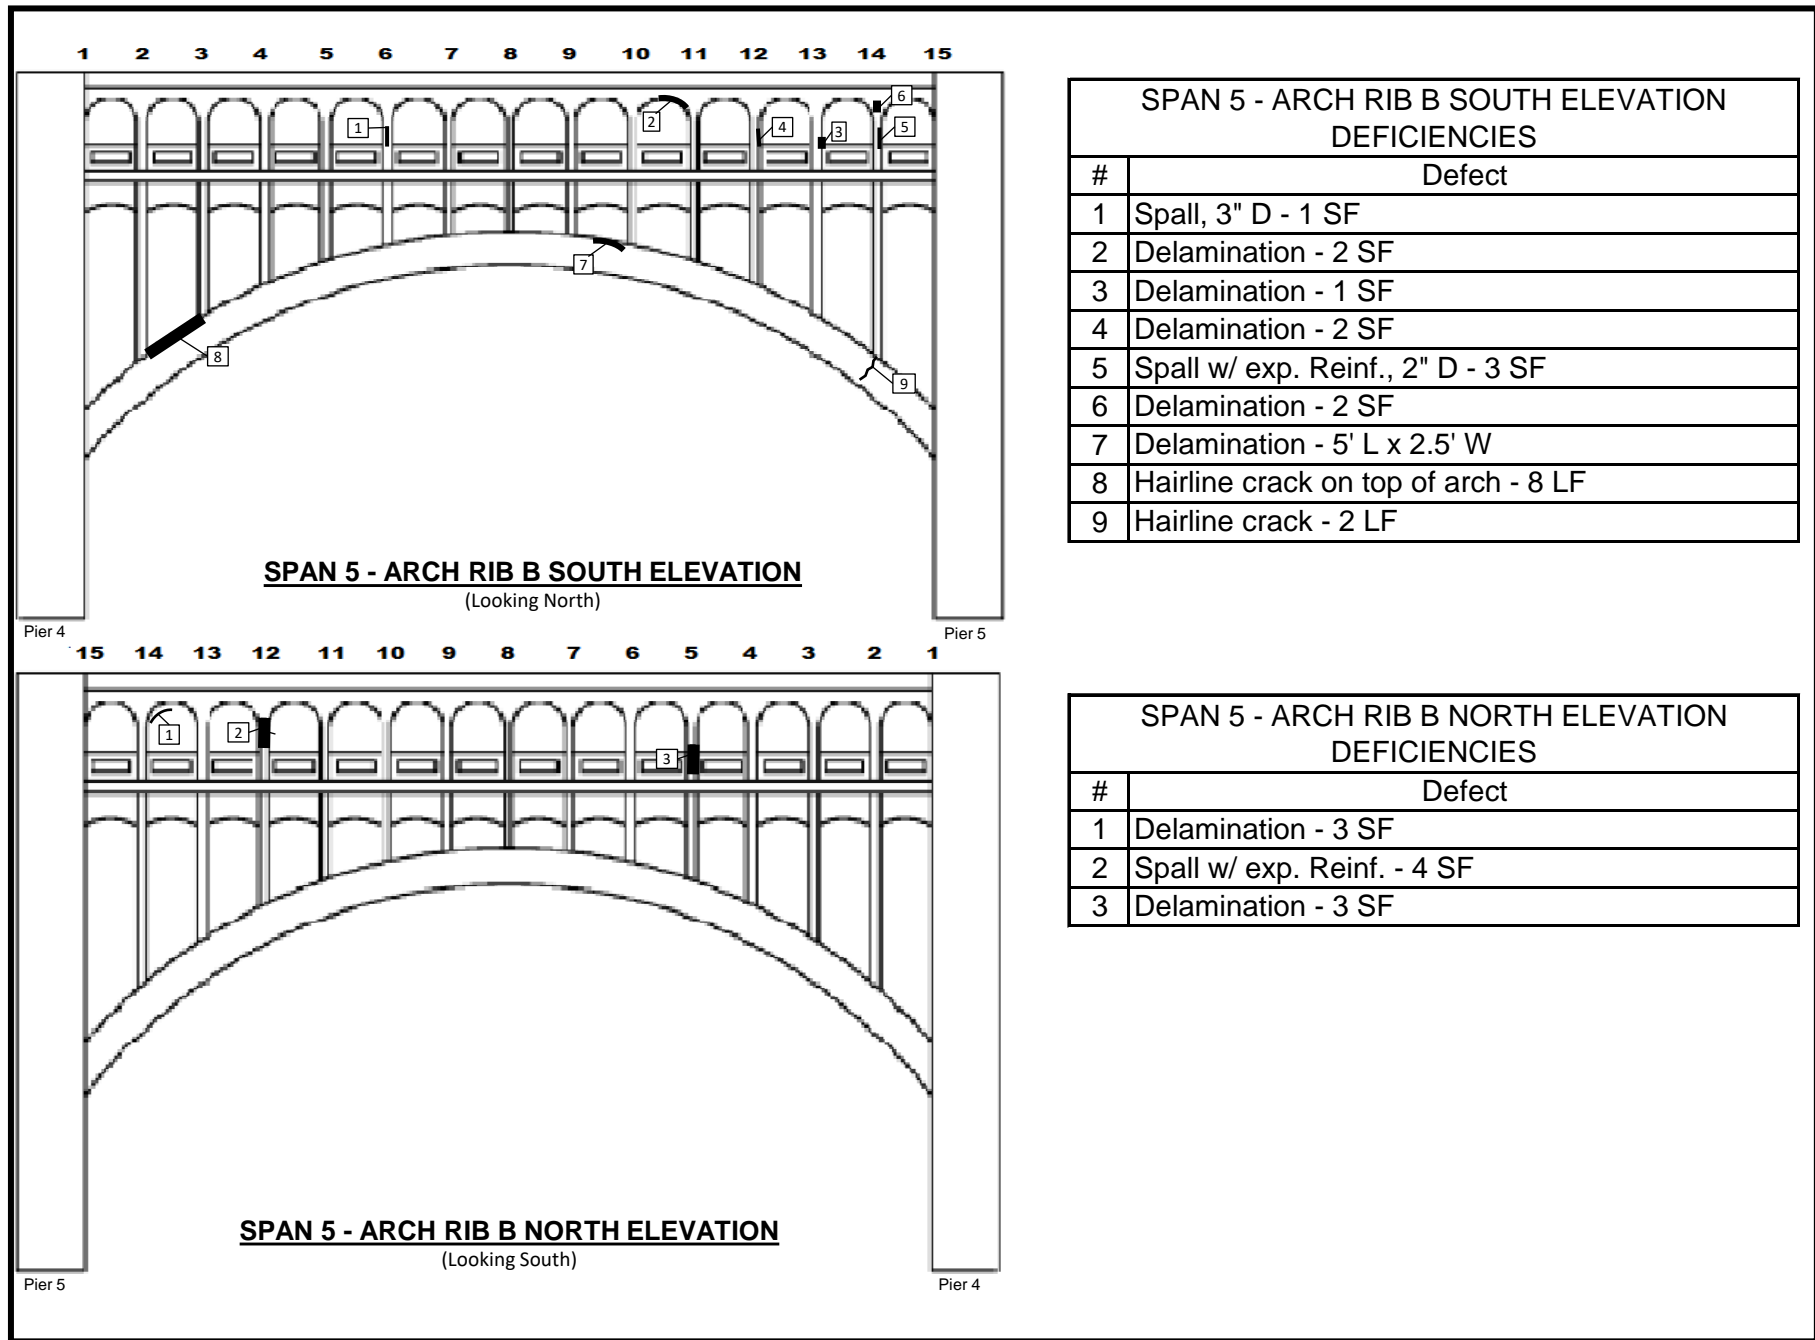 1 2 3 4 5 6 7 8 9 10 11 12 13 14 15
6
1
2
4
3
5
7
8
9
SPAN 5 - ARCH RIB B SOUTH ELEVATION
(Looking North)
Pier 4
Pier 5
SPAN 5 - ARCH RIB B SOUTH ELEVATION
DEFICIENCIES
# Defect
1 Spall, 3" D - 1 SF
2 Delamination - 2 SF
3 Delamination - 1 SF
4 Delamination - 2 SF
5 Spall w/ exp. Reinf., 2" D - 3 SF
6 Delamination - 2 SF
7 Delamination - 5' L x 2.5' W
8 Hairline crack on top of arch - 8 LF
9 Hairline crack - 2 LF
15 14 13 12 11 10 9 8 7 6 5 4 3 2 1
1
2
3
SPAN 5 - ARCH RIB B NORTH ELEVATION
(Looking South)
Pier 5
Pier 4
SPAN 5 - ARCH RIB B NORTH ELEVATION
DEFICIENCIES
# Defect
1 Delamination - 3 SF
2 Spall w/ exp. Reinf. - 4 SF
3 Delamination - 3 SF